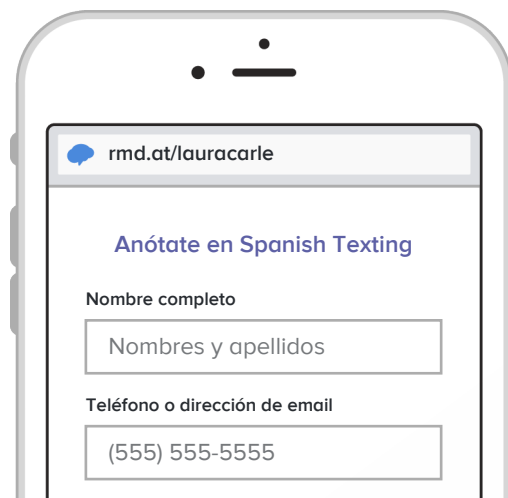 rmd.at/lauracarle
Anótate en Spanish Texting
Nombre completo
Nombres y apellidos
Teléfono o dirección de email
(555) 555-5555